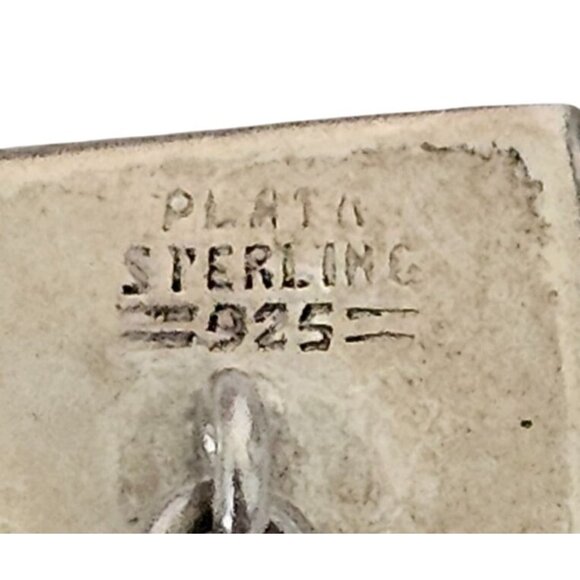 PLATA
STERLING
=925=